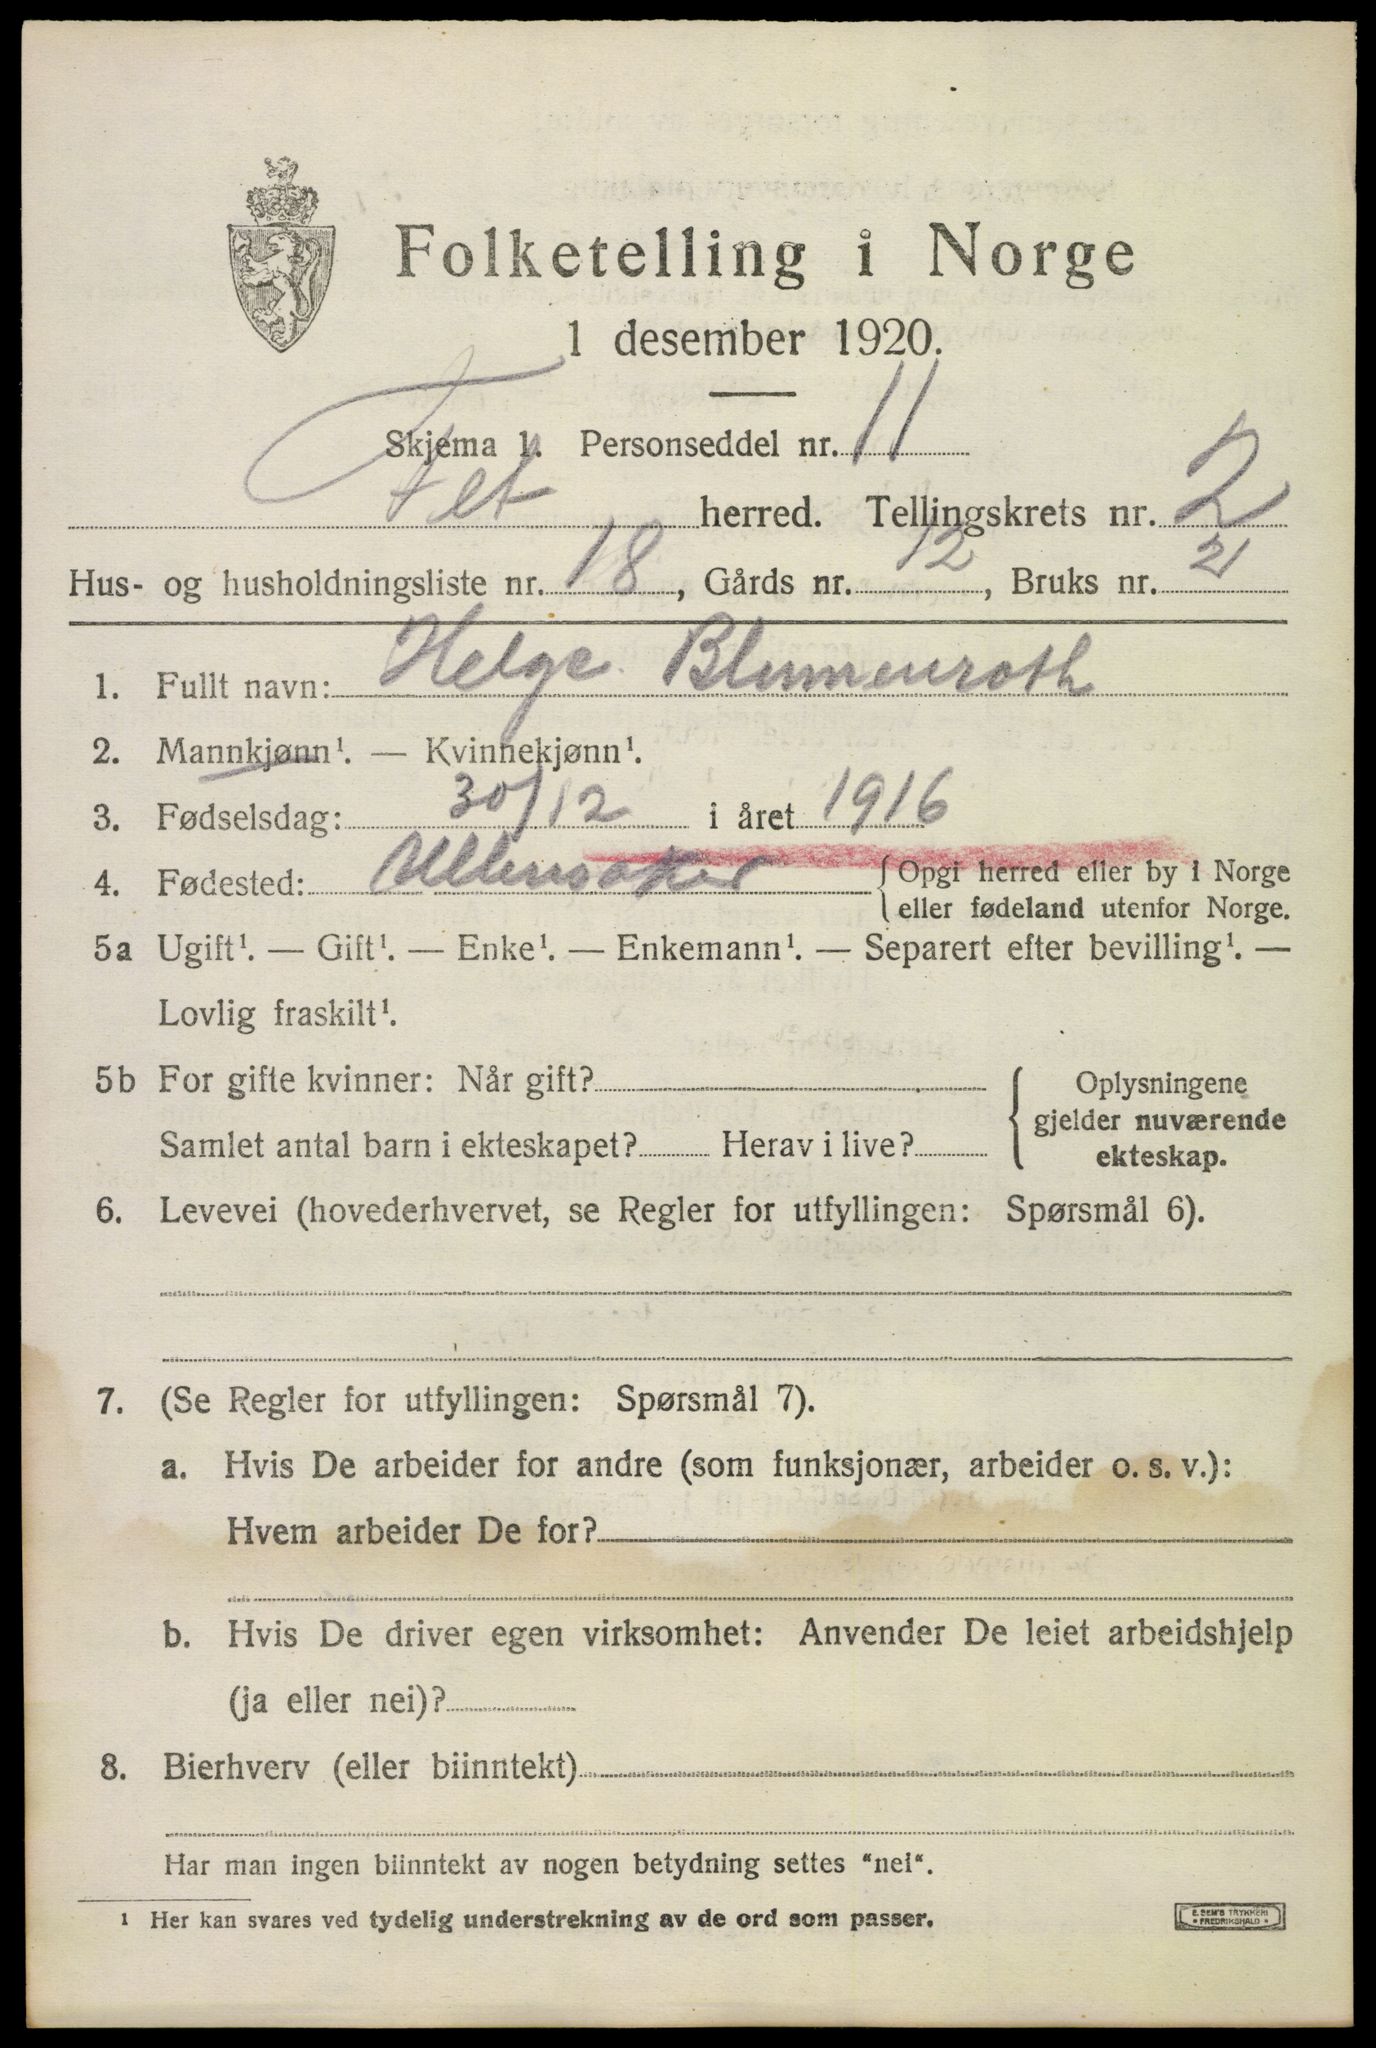 Folketelling i Norge
1 desember 1920.
Skjema 1. Personseddel nr. 11
Fet herred. Tellingskrets nr. 2
Hus- og husholdningsliste nr. 18, Gårds nr. 12, Bruks nr. 21
1. Fullt navn: Helge Blumenroth
2. Mannkjønn¹. — Kvinnekjønn¹.
3. Fødselsdag: 30/12 i året 1916
4. Fødested: Ullensaker {Opgi herred eller by i Norge
eller fødeland utenfor Norge.
5a Ugift¹. — Gift¹. — Enke¹. — Enkemann¹. — Separert efter bevilling¹. —
Lovlig fraskilt¹.
5b For gifte kvinner: Når gift? { Oplysningene
gjelder nuværende
Samlet antal barn i ekteskapet? Herav i live? ekteskap.
6. Levevei (hovederhvervet, se Regler for utfyllingen: Spørsmål 6).
7. (Se Regler for utfyllingen: Spørsmål 7).
a. Hvis De arbeider for andre (som funksjonær, arbeider o. s. v.):
Hvem arbeider De for?
b. Hvis De driver egen virksomhet: Anvender De leiet arbeidshjelp
(ja eller nei)?
8. Bierhverv (eller biinntekt)
Har man ingen biinntekt av nogen betydning settes "nei".
¹ Her kan svares ved tydelig understrekning av de ord som passer.
E. SEM'S TRYKKERI
• FREDRIKSHALD •